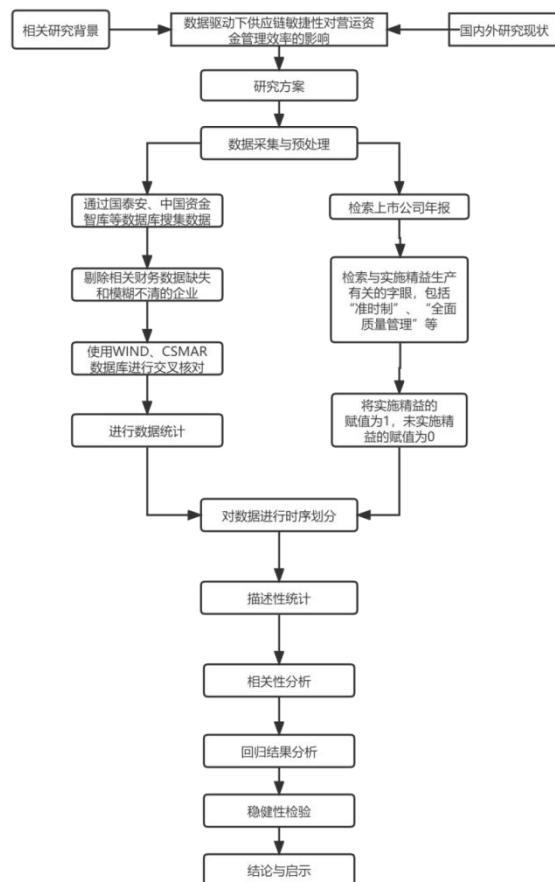 相关研究背景
数据驱动下供应链敏捷性对营运资
金管理效率的影响
国内外研究现状
研究方案
数据采集与预处理
通过国泰安、中国资金
智库等数据库搜集数据
检索上市公司年报
剔除相关财务数据缺失
和模糊不清的企业
检索与实施精益生产
有关的字眼，包括
“准时制”、“全面
质量管理”等
使用WIND、CSMAR
数据库进行交叉核对
进行数据统计
将实施精益的
赋值为1，未实施精
益的赋值为0
对数据进行时序划分
描述性统计
相关性分析
回归结果分析
稳健性检验
结论与启示